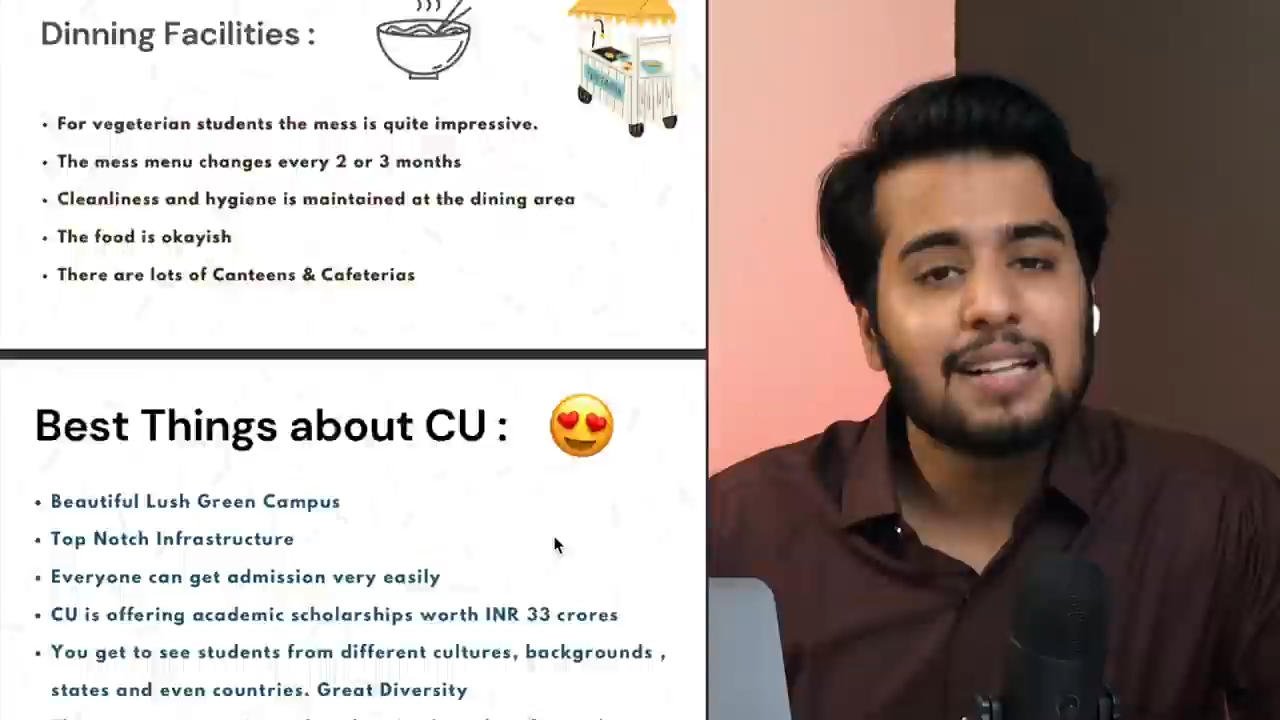 Dinning Facilities :
• For vegeterian students the mess is quite impressive.
• The mess menu changes every 2 or 3 months
• Cleanliness and hygiene is maintained at the dining area
• The food is okayish
• There are lots of Canteens & Cafeterias
Best Things about CU :
• Beautiful Lush Green Campus
• Top Notch Infrastructure
• Everyone can get admission very easily
• CU is offering academic scholarships worth INR 33 crores
• You get to see students from different cultures, backgrounds ,
states and even countries. Great Diversity